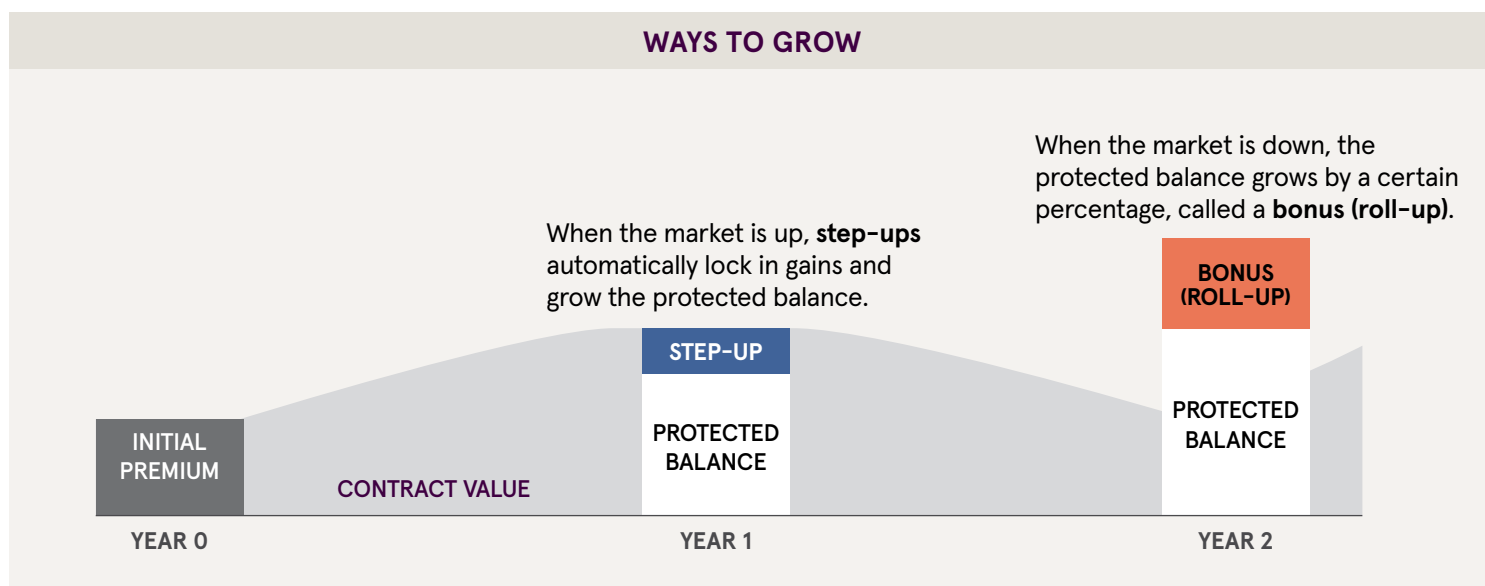 WAYS TO GROW
When the market is down, the
protected balance grows by a certain
percentage, called a bonus (roll-up).
When the market is up, step-ups
automatically lock in gains and
grow the protected balance.
BONUS
(ROLL-UP)
STEP-UP
INITIAL
PREMIUM
CONTRACT VALUE
PROTECTED
BALANCE
PROTECTED
BALANCE
YEAR 0
YEAR 1
YEAR 2